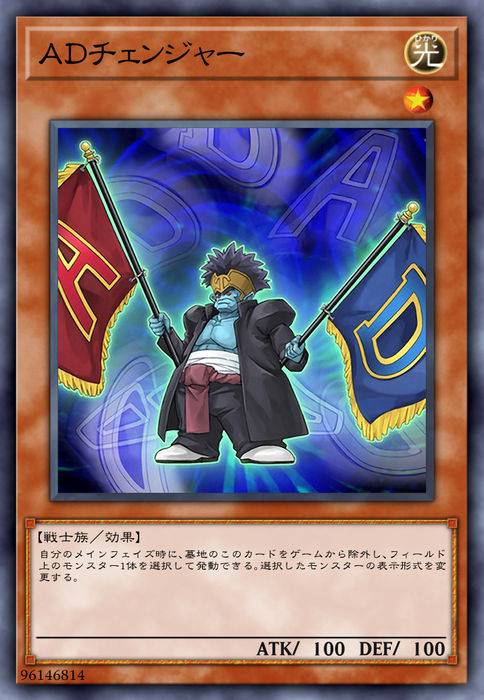 ADチェンジャー
光
ひかり
A
D
A
D
【戦士族／効果】
自分のメインフェイズ時に、墓地のこのカードをゲームから除外し、フィールド
上のモンスター1体を選択して発動できる。選択したモンスターの表示形式を変
更する。
ATK/ 100 DEF/ 100
96146814